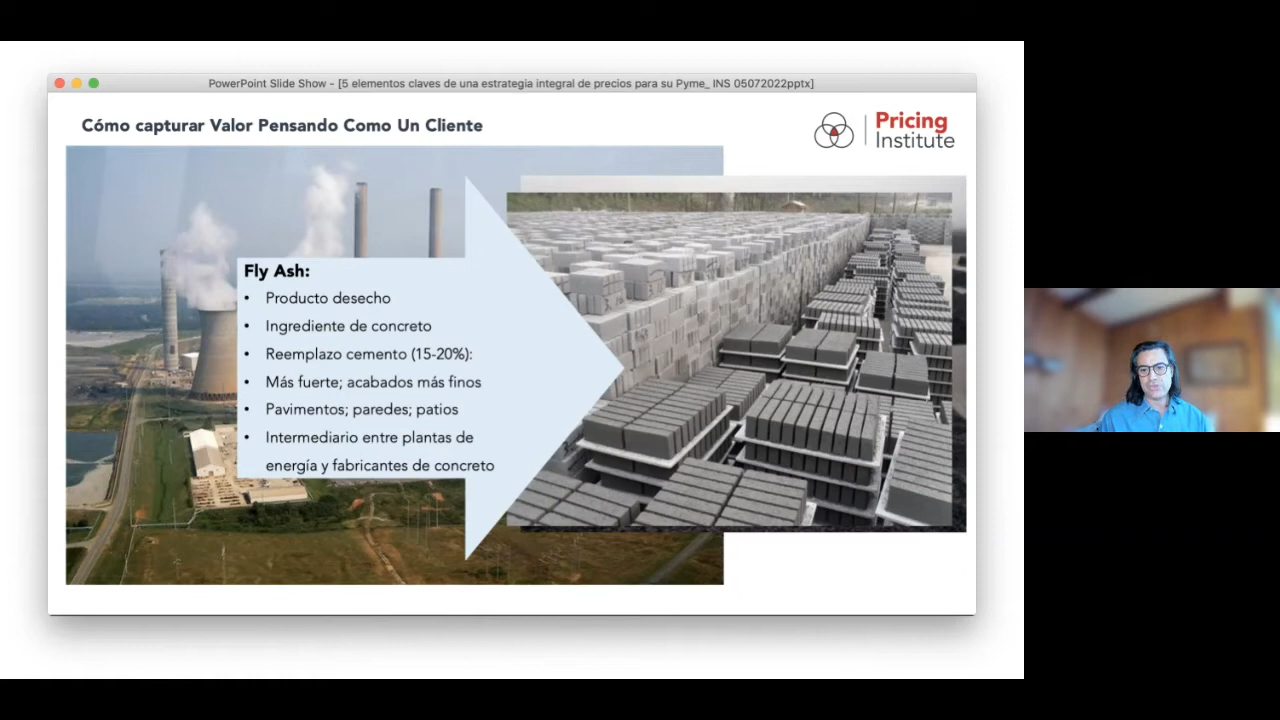 PowerPoint Slide Show - [5 elementos claves de una estrategia integral de precios para su Pyme_ INS 05072022pptx]
Cómo capturar Valor Pensando Como Un Cliente
Pricing
Institute
Fly Ash:
• Producto desecho
• Ingrediente de concreto
• Reemplazo cemento (15-20%):
• Más fuerte; acabados más finos
• Pavimentos; paredes; patios
• Intermediario entre plantas de
energía y fabricantes de concreto